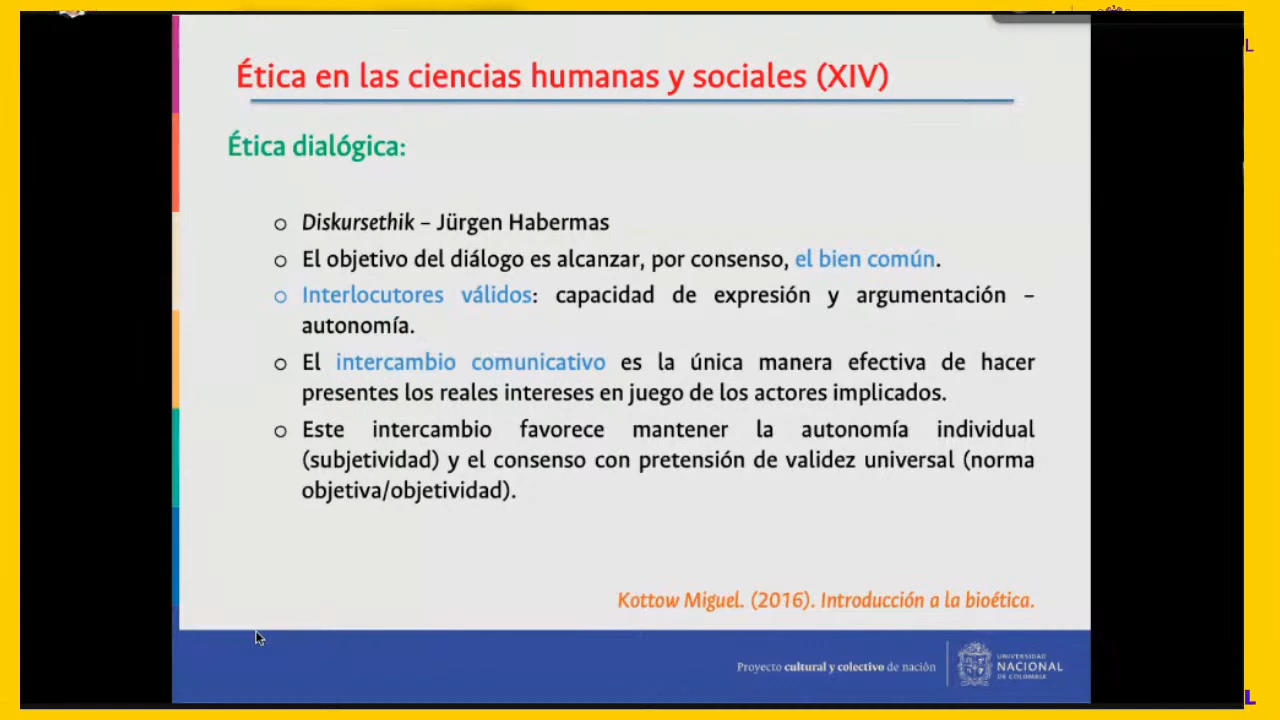 Ética en las ciencias humanas y sociales (XIV)
Ética dialógica:
o Diskursethik – Jürgen Habermas
o El objetivo del diálogo es alcanzar, por consenso, el bien común.
o Interlocutores válidos: capacidad de expresión y argumentación –
autonomía.
o El intercambio comunicativo es la única manera efectiva de hacer
presentes los reales intereses en juego de los actores implicados.
o Este intercambio favorece mantener la autonomía individual
(subjetividad) y el consenso con pretensión de validez universal (norma
objetiva/objetividad).
Kottow Miguel. (2016). Introducción a la bioética.
Proyecto cultural y colectivo de nación
UNIVERSIDAD
NACIONAL
DE COLOMBIA
L
L